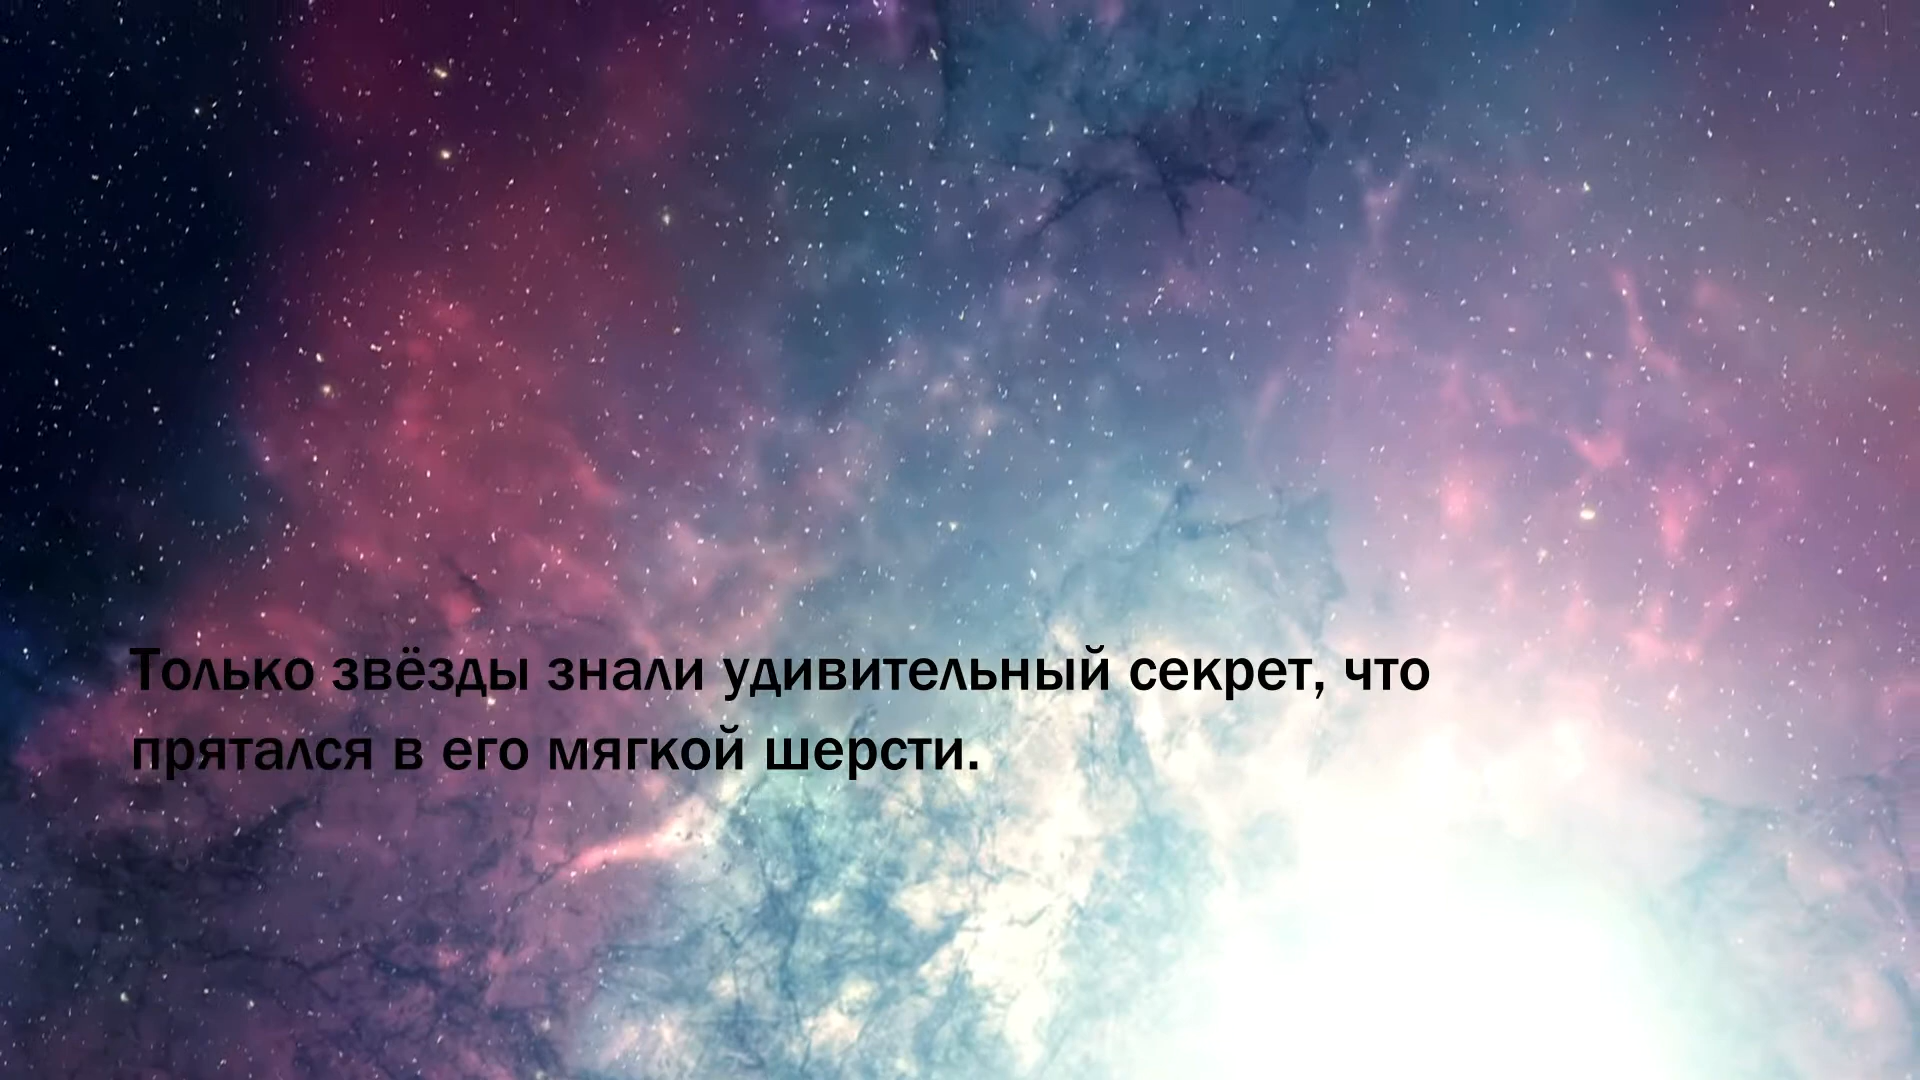 Только звёзды знали удивительный секрет, что
прятался в его мягкой шерсти.